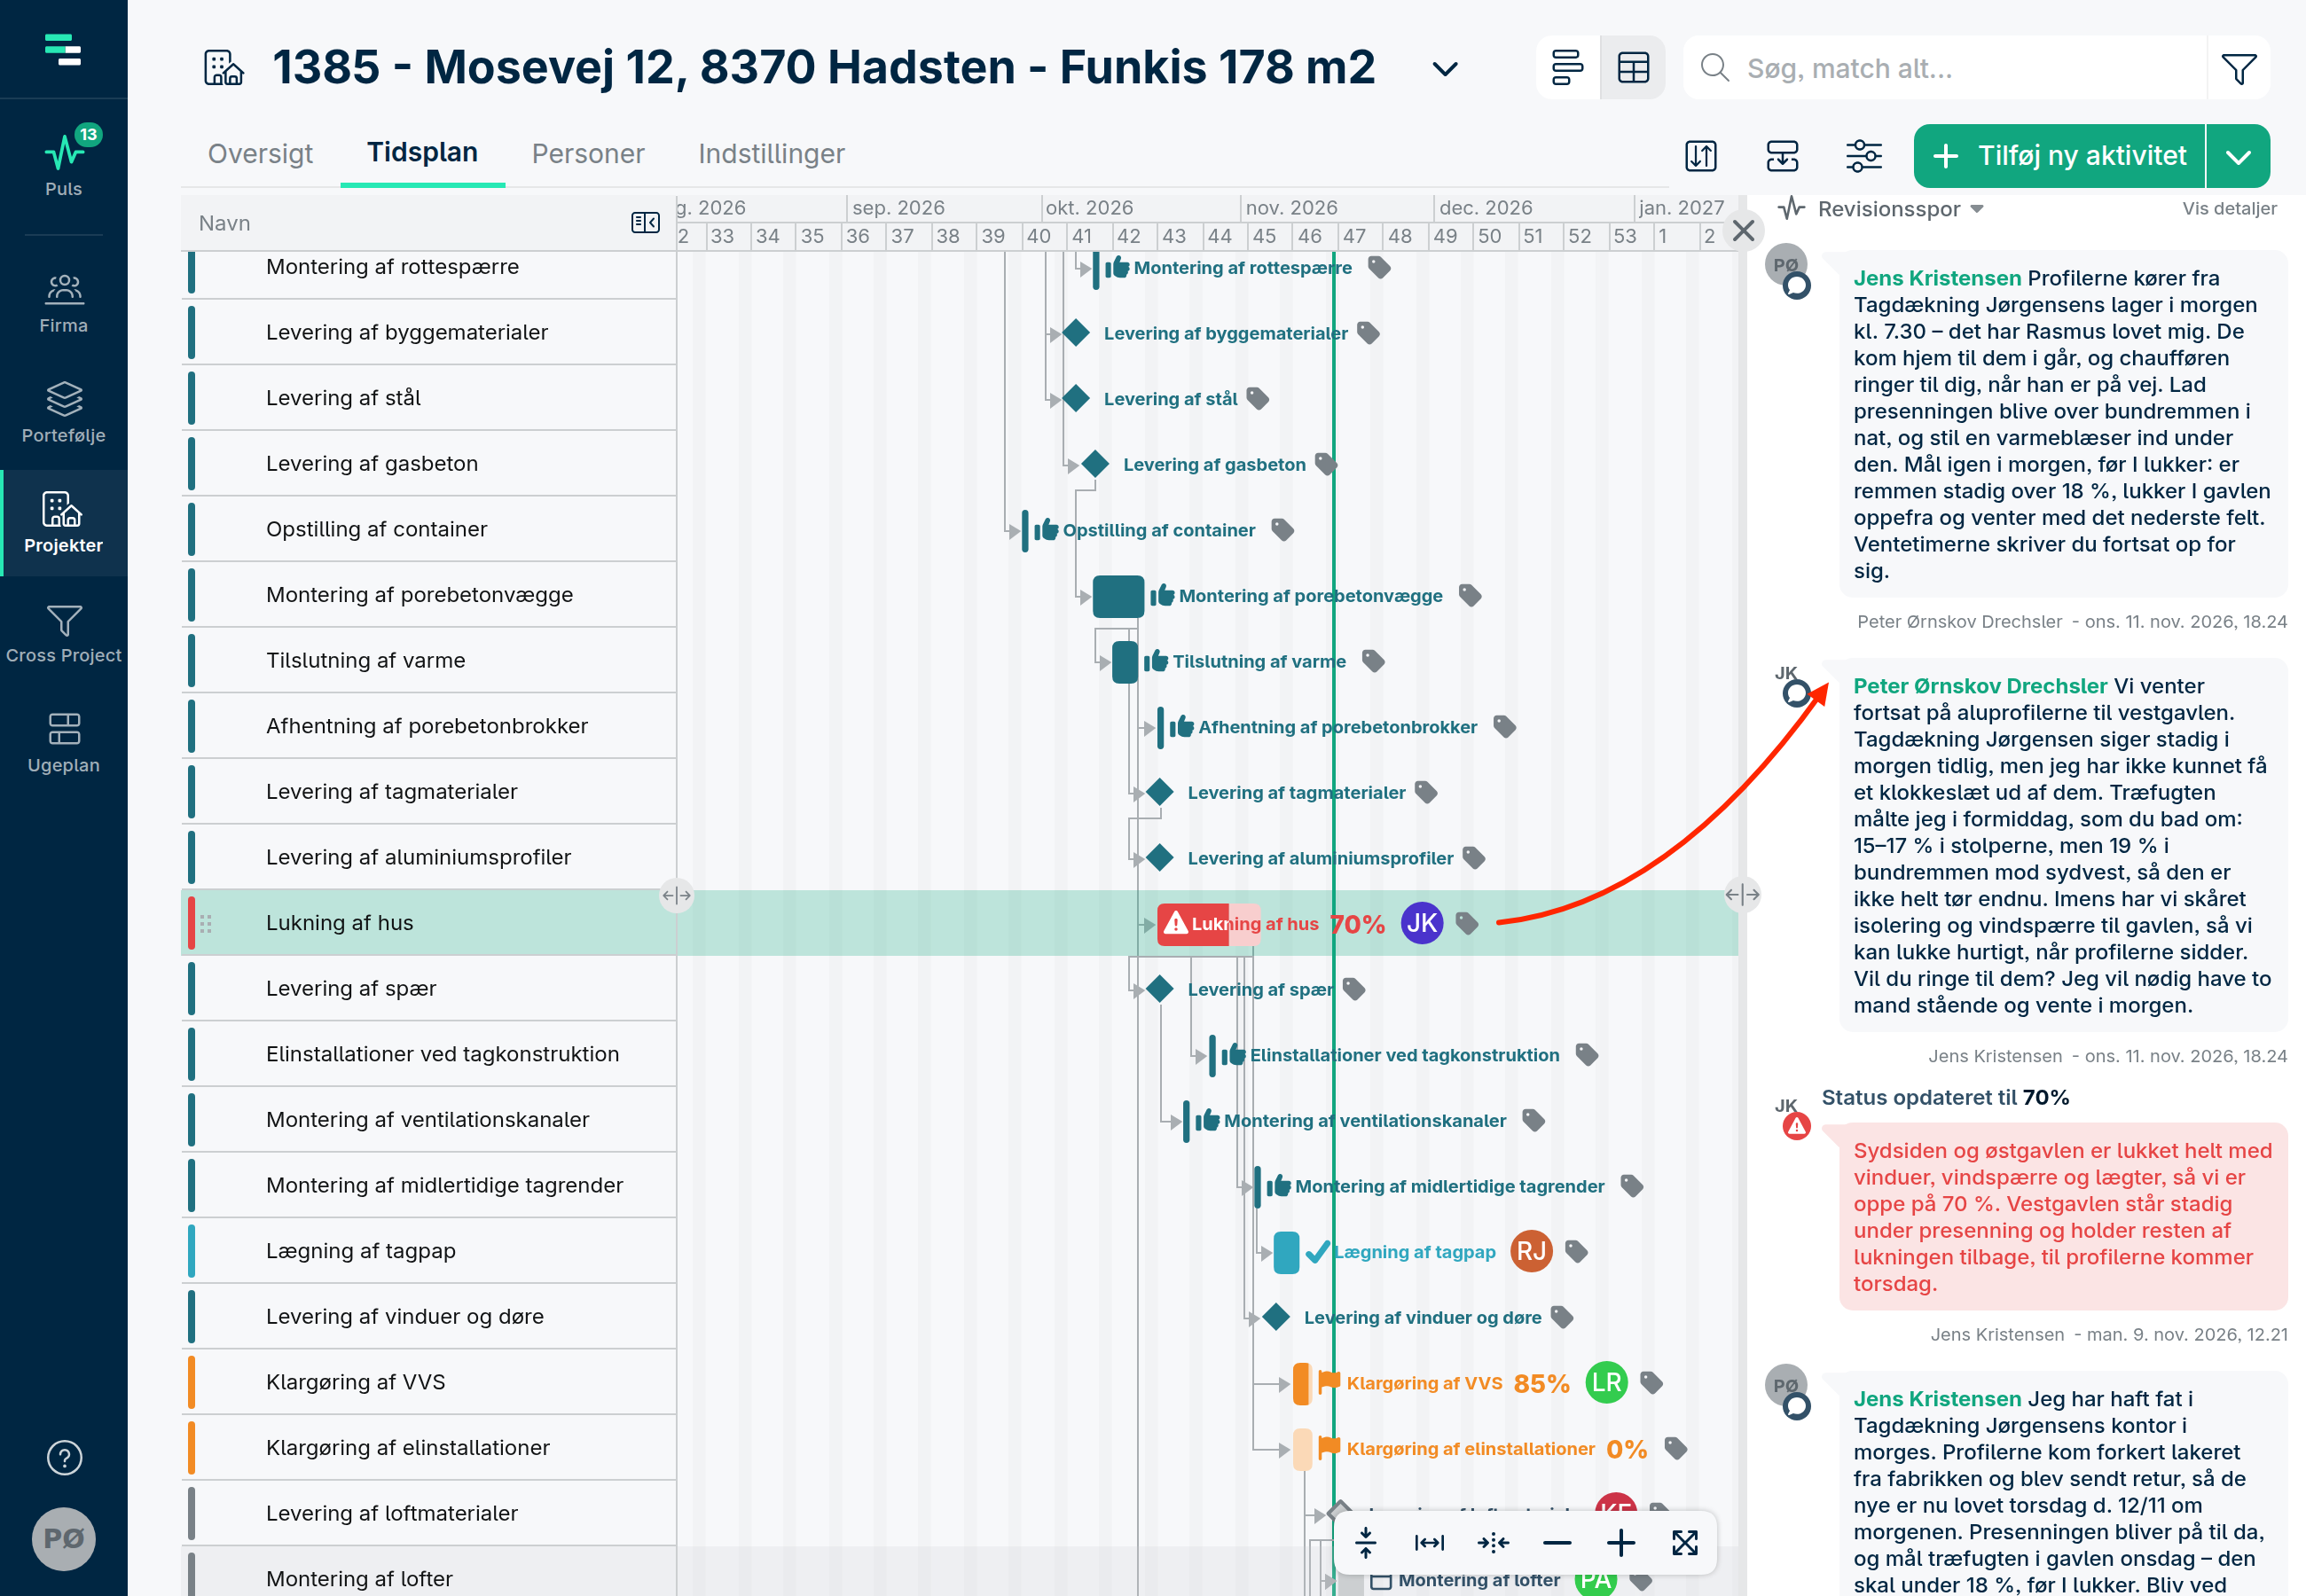 1385 - Mosevej 12, 8370 Hadsten - Funkis 178 m2
Søg, match alt...
13
Puls
Firma
Portefølje
Projekter
Cross Project
Ugeplan
PØ
Oversigt
Tidsplan
Personer
Indstillinger
Tilføj ny aktivitet
Navn
g. 2026
sep. 2026
okt. 2026
nov. 2026
dec. 2026
jan. 2027
2 33 34 35 36 37 38 39 40 41 42 43 44 45 46 47 48 49 50 51 52 53 1 2
Montering af rottespærre
Montering af rottespærre
Levering af byggematerialer
Levering af byggematerialer
Levering af stål
Levering af stål
Levering af gasbeton
Levering af gasbeton
Opstilling af container
Opstilling af container
Montering af porebetonvægge
Montering af porebetonvægge
Tilslutning af varme
Tilslutning af varme
Afhentning af porebetonbrokker
Afhentning af porebetonbrokker
Levering af tagmaterialer
Levering af tagmaterialer
Levering af aluminiumsprofiler
Levering af aluminiumsprofiler
Lukning af hus
Lukning af hus 70% JK
Levering af spær
Levering af spær
Elinstallationer ved tagkonstruktion
Elinstallationer ved tagkonstruktion
Montering af ventilationskanaler
Montering af ventilationskanaler
Montering af midlertidige tagrender
Montering af midlertidige tagrender
Lægning af tagpap
Lægning af tagpap RJ
Levering af vinduer og døre
Levering af vinduer og døre
Klargøring af VVS
Klargøring af VVS 85% LR
Klargøring af elinstallationer
Klargøring af elinstallationer 0%
Levering af loftmaterialer
Montering af lofter
Montering af lofter PA
Revisionsspor
Vis detaljer
PØ
Jens Kristensen Profilerne kører fra
Tagdækning Jørgensens lager i morgen
kl. 7.30 – det har Rasmus lovet mig. De
kom hjem til dem i går, og chaufføren
ringer til dig, når han er på vej. Lad
presenningen blive over bundremmen i
nat, og stil en varmeblæser ind under
den. Mål igen i morgen, før I lukker: er
remmen stadig over 18 %, lukker I gavlen
oppefra og venter med det nederste felt.
Ventetimerne skriver du fortsat op for
sig.
Peter Ørnskov Drechsler - ons. 11. nov. 2026, 18.24
JK
Peter Ørnskov Drechsler Vi venter
fortsat på aluprofilerne til vestgavlen.
Tagdækning Jørgensen siger stadig i
morgen tidlig, men jeg har ikke kunnet få
et klokkeslæt ud af dem. Træfugten
målte jeg i formiddag, som du bad om:
15–17 % i stolperne, men 19 % i
bundremmen mod sydvest, så den er
ikke helt tør endnu. Imens har vi skåret
isolering og vindspærre til gavlen, så vi
kan lukke hurtigt, når profilerne sidder.
Vil du ringe til dem? Jeg vil nødig have to
mand stående og vente i morgen.
Jens Kristensen - ons. 11. nov. 2026, 18.24
JK
Status opdateret til 70%
Sydsiden og østgavlen er lukket helt med
vinduer, vindspærre og lægter, så vi er
oppe på 70 %. Vestgavlen står stadig
under presenning og holder resten af
lukningen tilbage, til profilerne kommer
torsdag.
Jens Kristensen - man. 9. nov. 2026, 12.21
PØ
Jens Kristensen Jeg har haft fat i
Tagdækning Jørgensens kontor i
morges. Profilerne kom forkert lakeret
fra fabrikken og blev sendt retur, så de
nye er nu lovet torsdag d. 12/11 om
morgenen. Presenningen bliver på til da,
og mål træfugten i gavlen onsdag – den
skal under 18 %, før I lukker. Bliv ved